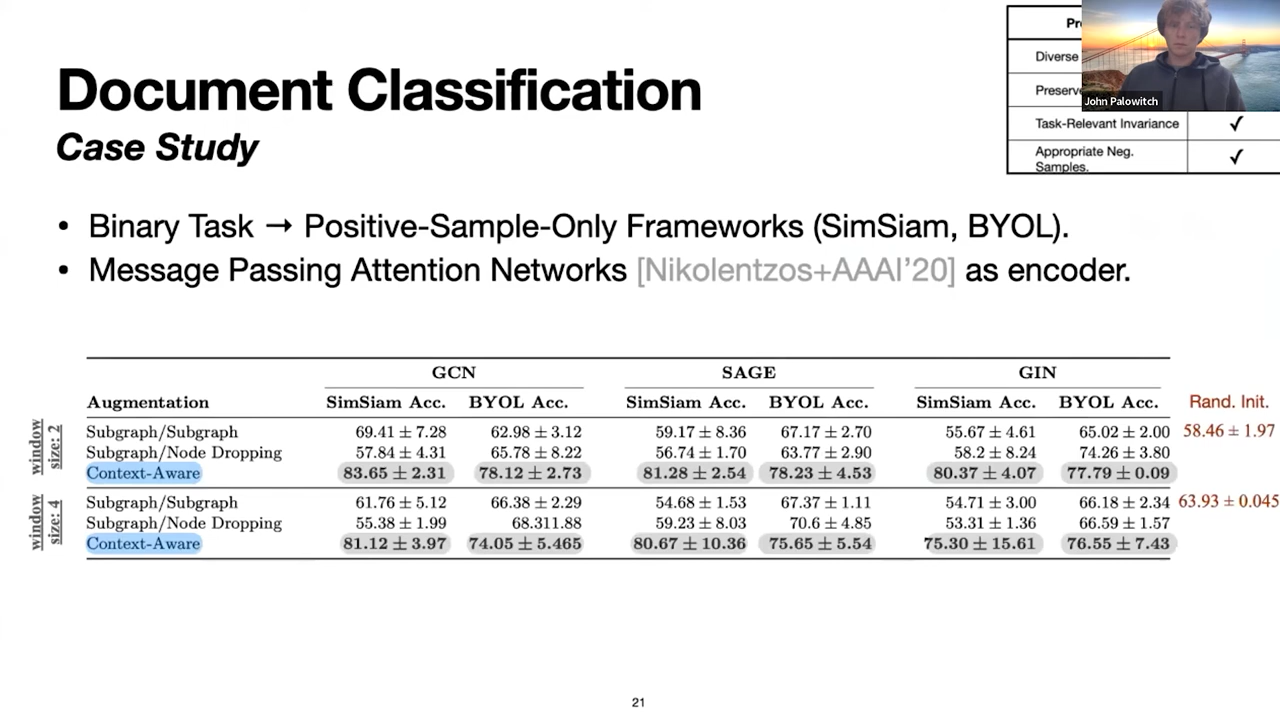 Document Classification
Case Study
Diverse
Task-Relevant Invariance ✓
Appropriate Neg. Samples. ✓
John Palowitch
• Binary Task → Positive-Sample-Only Frameworks (SimSiam, BYOL).
• Message Passing Attention Networks [Nikolentzos+AAAI'20] as encoder.
GCN SAGE GIN
Augmentation SimSiam Acc. BYOL Acc. SimSiam Acc. BYOL Acc. SimSiam Acc. BYOL Acc. Rand. Init.
window size: 2
Subgraph/Subgraph 69.41 ± 7.28 62.98 ± 3.12 59.17 ± 8.36 67.17 ± 2.70 55.67 ± 4.61 65.02 ± 2.00 58.46 ± 1.97
Subgraph/Node Dropping 57.84 ± 4.31 65.78 ± 8.22 56.74 ± 1.70 63.77 ± 2.90 58.2 ± 8.24 74.26 ± 3.80
Context-Aware 83.65 ± 2.31 78.12 ± 2.73 81.28 ± 2.54 78.23 ± 4.53 80.37 ± 4.07 77.79 ± 0.09
window size: 4
Subgraph/Subgraph 61.76 ± 5.12 66.38 ± 2.29 54.68 ± 1.53 67.37 ± 1.11 54.71 ± 3.00 66.18 ± 2.34 63.93 ± 0.045
Subgraph/Node Dropping 55.38 ± 1.99 68.311.88 59.23 ± 8.03 70.6 ± 4.85 53.31 ± 1.36 66.59 ± 1.57
Context-Aware 81.12 ± 3.97 74.05 ± 5.465 80.67 ± 10.36 75.65 ± 5.54 75.30 ± 15.61 76.55 ± 7.43
21